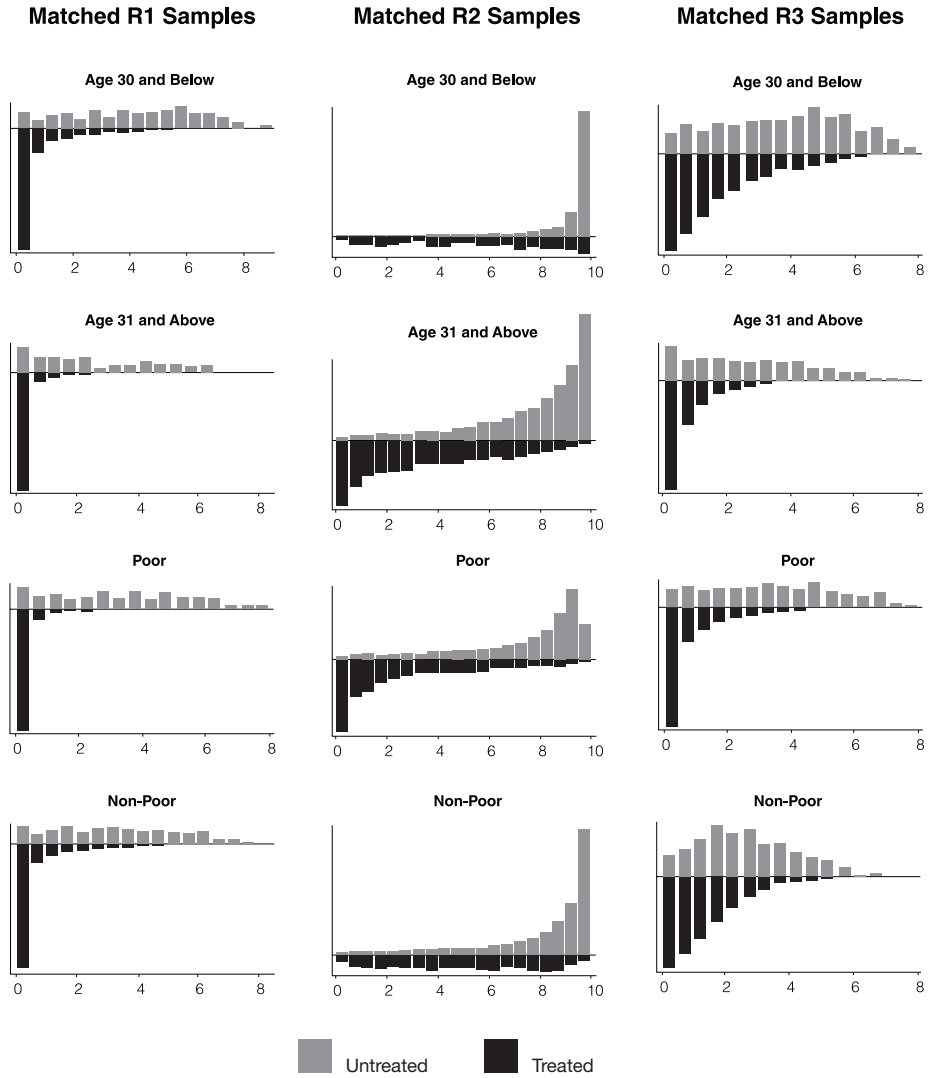 Matched R1 Samples Matched R2 Samples Matched R3 Samples
Age 30 and Below Age 30 and Below Age 30 and Below
0 2 4 6 8 0 2 4 6 8 10 0 2 4 6 8
Age 31 and Above Age 31 and Above Age 31 and Above
0 2 4 6 8 0 2 4 6 8 10 0 2 4 6 8
Poor Poor Poor
0 2 4 6 8 0 2 4 6 8 10 0 2 4 6 8
Non-Poor Non-Poor Non-Poor
0 2 4 6 8 0 2 4 6 8 10 0 2 4 6 8
Untreated Treated